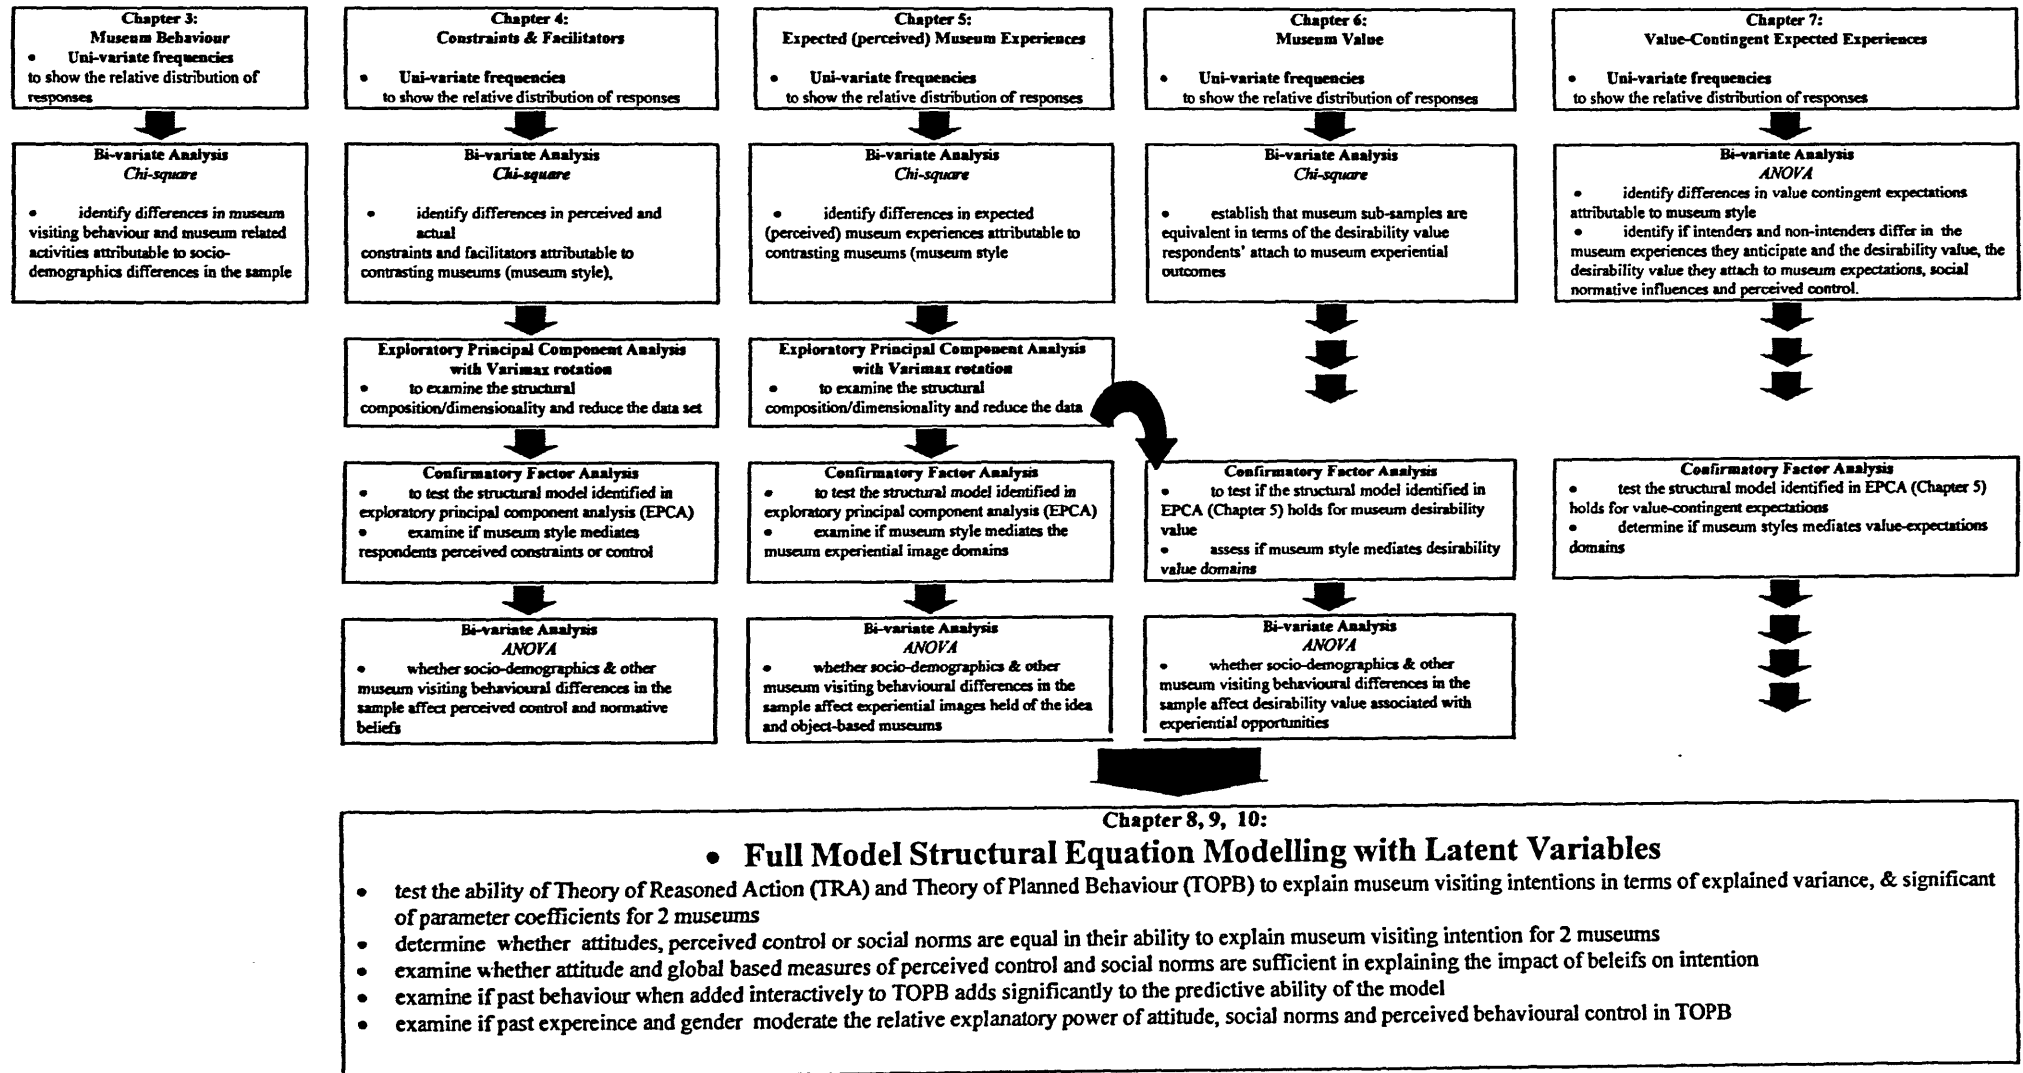 Chapter 3:
Museum Behaviour
• Uni-variate frequencies
to show the relative distribution of
responses
Chapter 4:
Constraints & Facilitators
• Uni-variate frequencies
to show the relative distribution of responses
Chapter 5:
Expected (perceived) Museum Experiences
• Uni-variate frequencies
to show the relative distribution of responses
Chapter 6:
Museum Value
• Uni-variate frequencies
to show the relative distribution of responses
Chapter 7:
Value-Contingent Expected Experiences
• Uni-variate frequencies
to show the relative distribution of responses
Bi-variate Analysis
Chi-square
• identify differences in museum
visiting behaviour and museum related
activities attributable to socio-
demographics differences in the sample
Bi-variate Analysis
Chi-square
• identify differences in perceived and
actual
constraints and facilitators attributable to
contrasting museums (museum style),
Bi-variate Analysis
Chi-square
• identify differences in expected
(perceived) museum experiences attributable to
contrasting museums (museum style
Bi-variate Analysis
Chi-square
• establish that museum sub-samples are
equivalent in terms of the desirability value
respondents' attach to museum experiential
outcomes
Bi-variate Analysis
ANOVA
• identify differences in value contingent expectations
attributable to museum style
• identify if intenders and non-intenders differ in the
museum experiences they anticipate and the desirability value, the
desirability value they attach to museum expectations, social
normative influences and perceived control.
Exploratory Principal Component Analysis
with Varimax rotation
• to examine the structural
composition/dimensionality and reduce the data set
Exploratory Principal Component Analysis
with Varimax rotation
• to examine the structural
composition/dimensionality and reduce the data
Confirmatory Factor Analysis
• to test the structural model identified in
exploratory principal component analysis (EPCA)
• examine if museum style mediates
respondents perceived constraints or control
Confirmatory Factor Analysis
• to test the structural model identified in
exploratory principal component analysis (EPCA)
• examine if museum style mediates the
museum experiential image domains
Confirmatory Factor Analysis
• to test if the structural model identified in
EPCA (Chapter 5) holds for museum desirability
value
• assess if museum style mediates desirability
value domains
Confirmatory Factor Analysis
• test the structural model identified in EPCA (Chapter 5)
holds for value-contingent expectations
• determine if museum styles mediates value-expectations
domains
Bi-variate Analysis
ANOVA
• whether socio-demographics & other
museum visiting behavioural differences in the
sample affect perceived control and normative
beliefs
Bi-variate Analysis
ANOVA
• whether socio-demographics & other
museum visiting behavioural differences in the
sample affect experiential images held of the idea
and object-based museums
Bi-variate Analysis
ANOVA
• whether socio-demographics & other
museum visiting behavioural differences in the
sample affect desirability value associated with
experiential opportunities
Chapter 8, 9, 10:
• Full Model Structural Equation Modelling with Latent Variables
• test the ability of Theory of Reasoned Action (TRA) and Theory of Planned Behaviour (TOPB) to explain museum visiting intentions in terms of explained variance, & significant
of parameter coefficients for 2 museums
• determine whether attitudes, perceived control or social norms are equal in their ability to explain museum visiting intention for 2 museums
• examine whether attitude and global based measures of perceived control and social norms are sufficient in explaining the impact of beleifs on intention
• examine if past behaviour when added interactively to TOPB adds significantly to the predictive ability of the model
• examine if past expereince and gender moderate the relative explanatory power of attitude, social norms and perceived behavioural control in TOPB